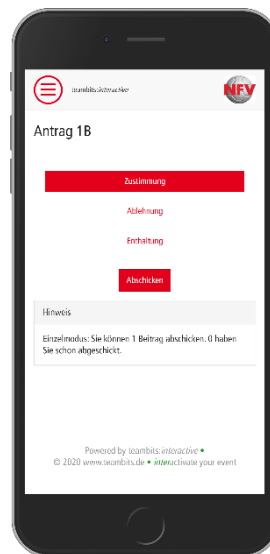 teambits:interactive
NFV
Antrag 1B
Zustimmung
Ablehnung
Enthaltung
Abschicken
Hinweis
Einzelmodus: Sie können 1 Beitrag abschicken. 0 haben
Sie schon abgeschickt.
Powered by teambits:interactive •
© 2020 www.teambits.de • interactivate your event